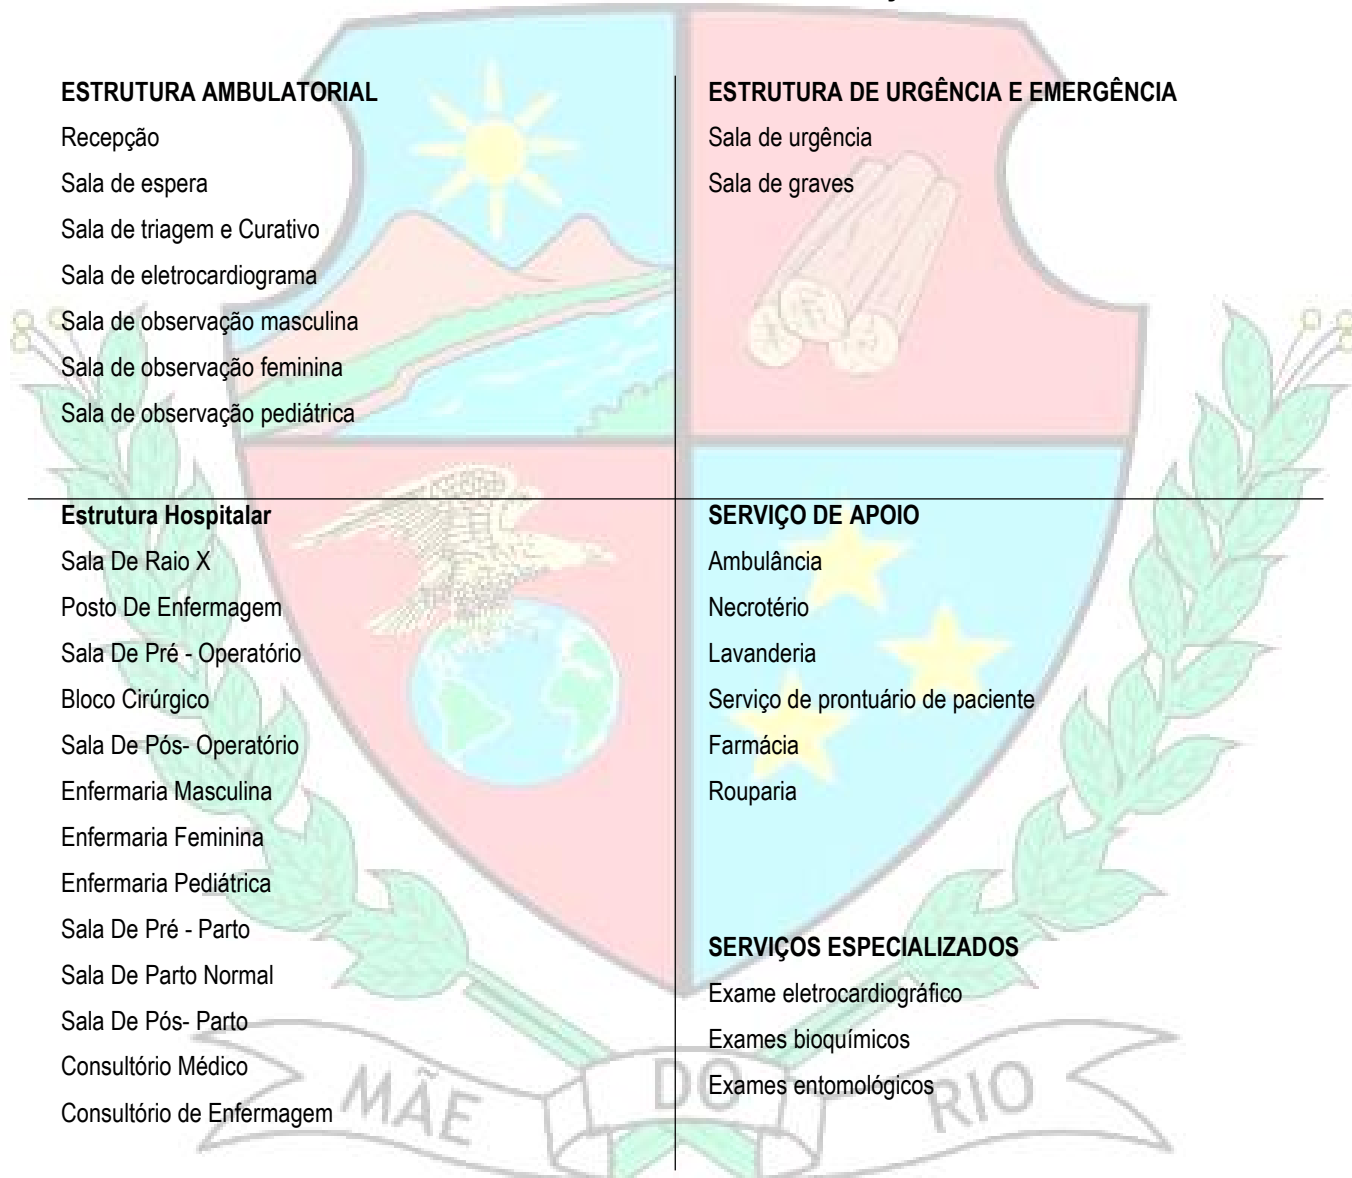 ESTRUTURA AMBULATORIAL
Recepção
Sala de espera
Sala de triagem e Curativo
Sala de eletrocardiograma
Sala de observação masculina
Sala de observação feminina
Sala de observação pediátrica
ESTRUTURA DE URGÊNCIA E EMERGÊNCIA
Sala de urgência
Sala de graves
Estrutura Hospitalar
Sala De Raio X
Posto De Enfermagem
Sala De Pré - Operatório
Bloco Cirúrgico
Sala De Pós- Operatório
Enfermaria Masculina
Enfermaria Feminina
Enfermaria Pediátrica
Sala De Pré - Parto
Sala De Parto Normal
Sala De Pós- Parto
Consultório Médico
Consultório de Enfermagem
SERVIÇO DE APOIO
Ambulância
Necrotério
Lavanderia
Serviço de prontuário de paciente
Farmácia
Rouparia
SERVIÇOS ESPECIALIZADOS
Exame eletrocardiográfico
Exames bioquímicos
Exames entomológicos
MÃE DO RIO